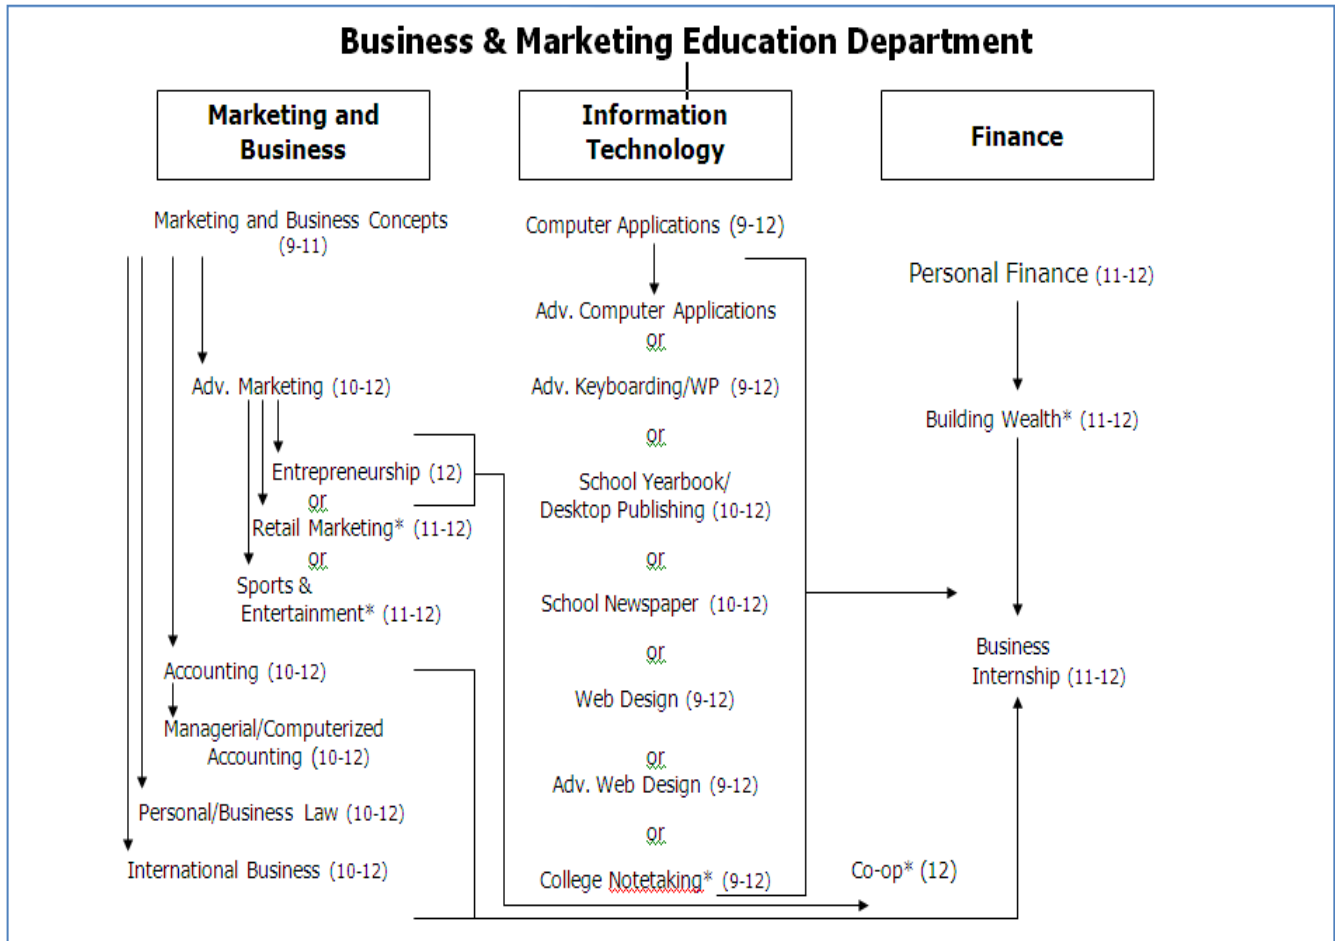 Business & Marketing Education Department
Marketing and
Business
Marketing and Business Concepts
(9-11)
Adv. Marketing (10-12)
Entrepreneurship (12)
or
Retail Marketing* (11-12)
or
Sports &
Entertainment* (11-12)
Accounting (10-12)
Managerial/Computerized
Accounting (10-12)
Personal/Business Law (10-12)
International Business (10-12)
Information
Technology
Computer Applications (9-12)
Adv. Computer Applications
or
Adv. Keyboarding/WP (9-12)
or
School Yearbook/
Desktop Publishing (10-12)
or
School Newspaper (10-12)
or
Web Design (9-12)
or
Adv. Web Design (9-12)
or
College Notetaking* (9-12)
Finance
Personal Finance (11-12)
Building Wealth* (11-12)
Business
Internship (11-12)
Co-op* (12)